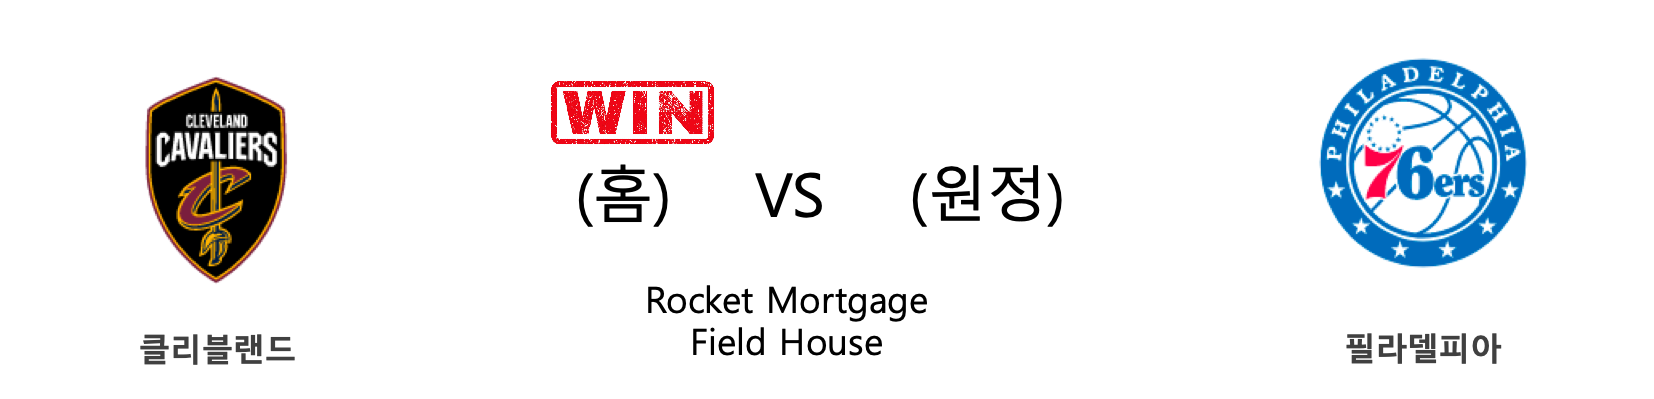 CLEVELAND
CAVALIERS
클리블랜드
WIN
(홈) VS (원정)
Rocket Mortgage
Field House
PHILADELPHIA
76ers
필라델피아